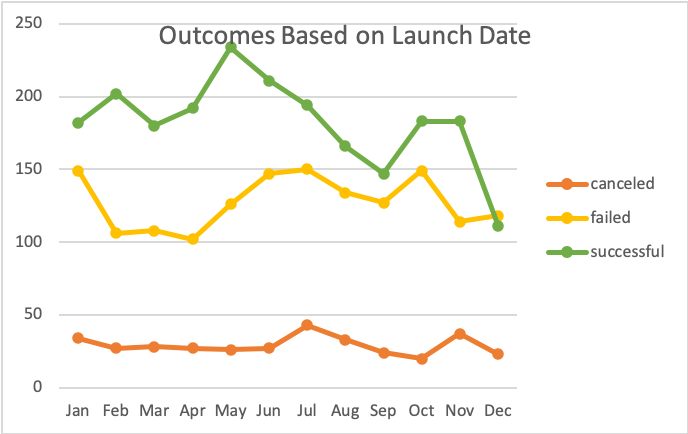 Outcomes Based on Launch Date
250
200
150
100
50
0
Jan Feb Mar Apr May Jun Jul Aug Sep Oct Nov Dec
canceled
failed
successful